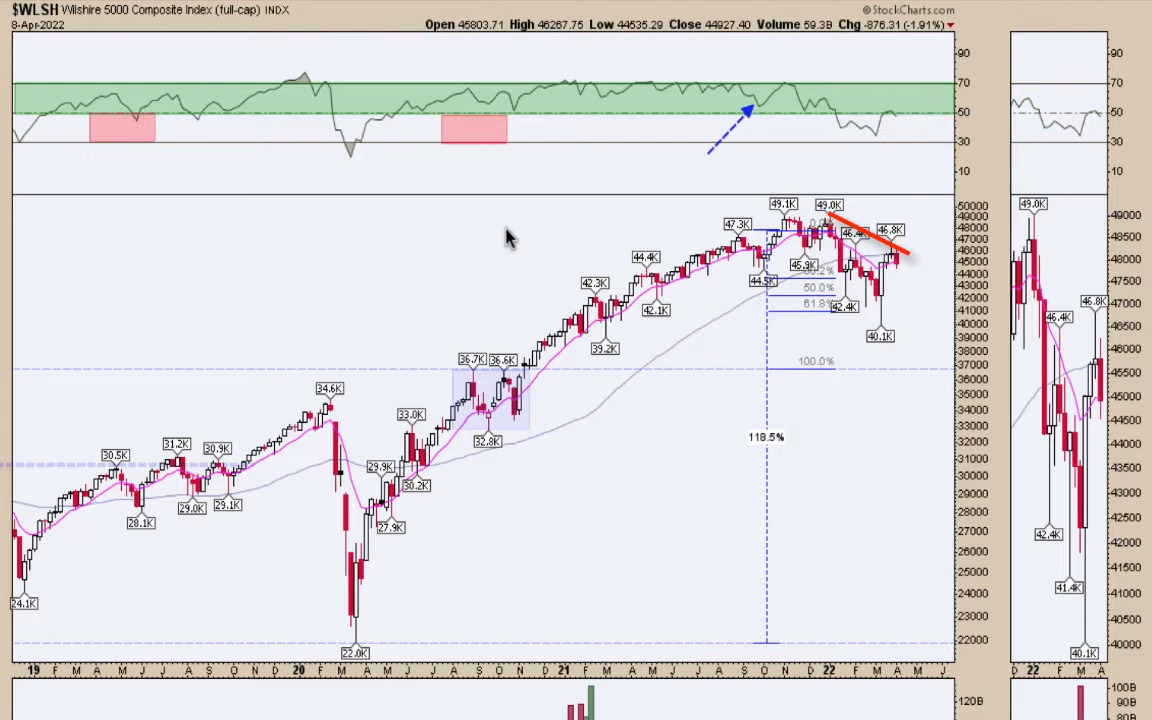 $WLSH Wilshire 5000 Composite Index (full-cap) INDX
© StockCharts.com
8-Apr-2022
Open 45803.71 High 46267.75 Low 44535.29 Close 44927.40 Volume 59.3B Chg -876.31 (-1.91%)
90
70
50
30
10
90
70
50
30
10
50000
49000
48000
47000
46000
45000
44000
43000
42000
41000
40000
39000
38000
37000
36000
35000
34000
33000
32000
31000
30000
29000
28000
27000
26000
25000
24000
23000
22000
24.1K
30.5K
28.1K
31.2K
29.0K
30.9K
29.1K
34.6K
22.0K
29.9K
27.9K
33.0K
30.2K
36.7K
32.8K
36.6K
42.3K
39.2K
44.4K
42.1K
47.3K
44.5K
49.1K
45.9K
49.0K
42.4K
46.4K
40.1K
46.8K
50.0%
61.8%
100.0%
118.5%
49.0K
42.4K
46.4K
41.4K
40.1K
46.8K
49000
48500
48000
47500
47000
46500
46000
45500
45000
44500
44000
43500
43000
42500
42000
41500
41000
40500
40000
19 F M A M J J A S O N D 20 F M A M J J A S O N D 21 F M A M J J A S O N D 22 F M A M J J
D 22 F M A
120B
100B
90B
80B